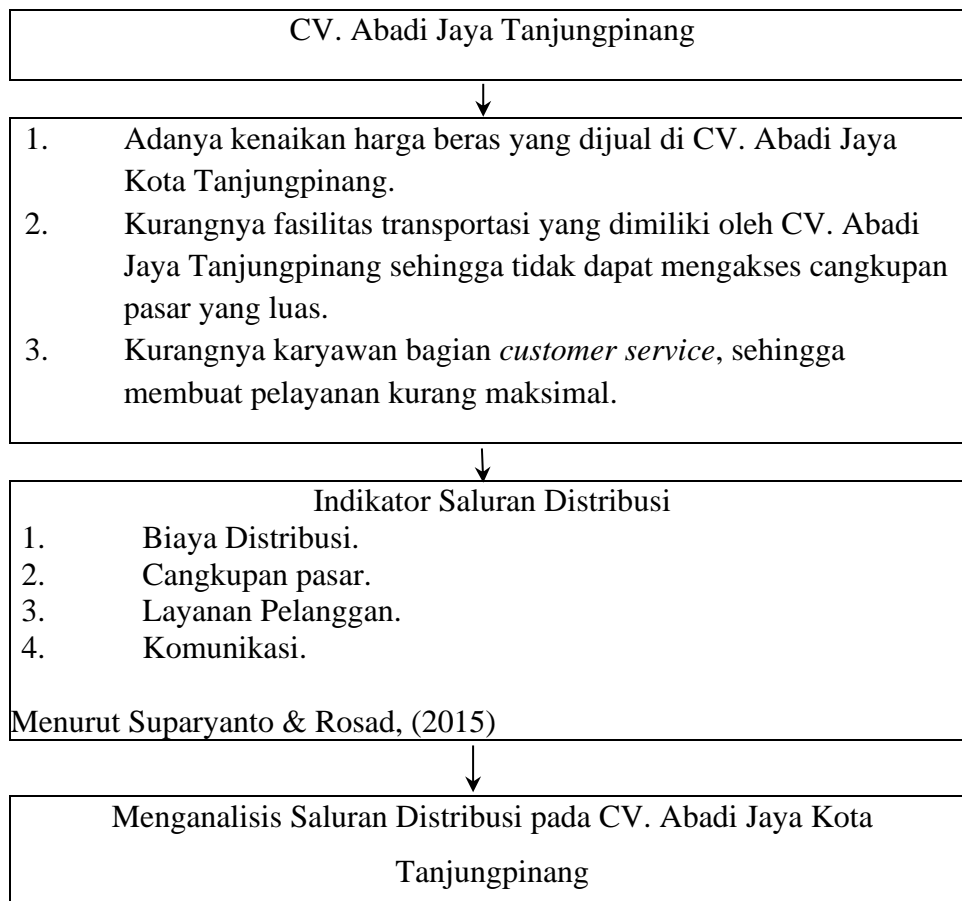 CV. Abadi Jaya Tanjungpinang
1. Adanya kenaikan harga beras yang dijual di CV. Abadi Jaya
Kota Tanjungpinang.
2. Kurangnya fasilitas transportasi yang dimiliki oleh CV. Abadi
Jaya Tanjungpinang sehingga tidak dapat mengakses cangkupan
pasar yang luas.
3. Kurangnya karyawan bagian customer service, sehingga
membuat pelayanan kurang maksimal.
Indikator Saluran Distribusi
1. Biaya Distribusi.
2. Cangkupan pasar.
3. Layanan Pelanggan.
4. Komunikasi.
Menurut Suparyanto & Rosad, (2015)
Menganalisis Saluran Distribusi pada CV. Abadi Jaya Kota
Tanjungpinang